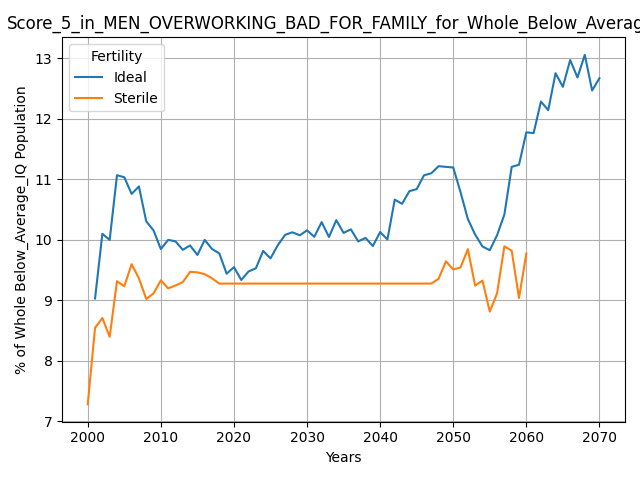 Score_5_in_MEN_OVERWORKING_BAD_FOR_FAMILY_for_Whole_Below_Averag
Fertility
Ideal
Sterile
% of Whole Below_Average_IQ Population
13
12
11
10
9
8
7
2000 2010 2020 2030 2040 2050 2060 2070
Years